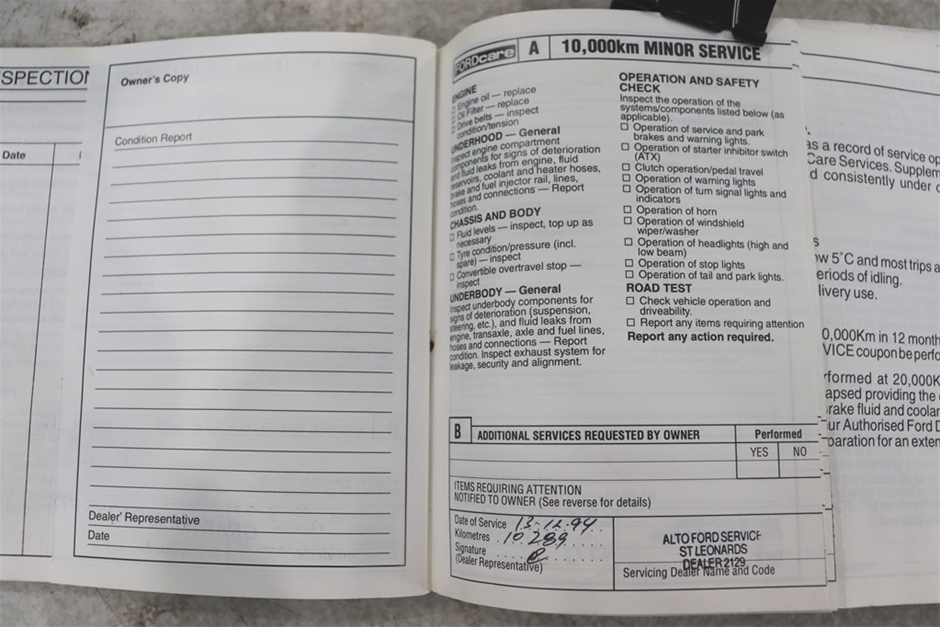 SPECTION
Date
Owner's Copy
Condition Report
Dealer' Representative
Date
FORDcare A 10,000km MINOR SERVICE
ENGINE
☐ Engine oil — replace
☐ Oil Filter — replace
☐ Drive belts — inspect
condition/tension
UNDERHOOD — General
Inspect engine compartment
components for signs of deterioration
and fluid leaks from engine, fluid
reservoirs, coolant and heater hoses,
brake and fuel injector rail, lines,
hoses and connections — Report
condition.
CHASSIS AND BODY
☐ Fluid levels — inspect, top up as
necessary
☐ Tyre condition/pressure (incl.
spare) — inspect
☐ Convertible overtravel stop —
inspect
UNDERBODY — General
Inspect underbody components for
signs of deterioration (suspension,
steering, etc.), and fluid leaks from
engine, transaxle, axle and fuel lines,
hoses and connections — Report
condition. Inspect exhaust system for
leakage, security and alignment.
OPERATION AND SAFETY
CHECK
Inspect the operation of the
systems/components listed below (as
applicable).
☐ Operation of service and park
brakes and warning lights.
☐ Operation of starter inhibitor switch
(ATX)
☐ Clutch operation/pedal travel
☐ Operation of warning lights
☐ Operation of turn signal lights and
indicators
☐ Operation of horn
☐ Operation of windshield
wiper/washer
☐ Operation of headlights (high and
low beam)
☐ Operation of stop lights
☐ Operation of tail and park lights.
ROAD TEST
☐ Check vehicle operation and
driveability.
☐ Report any items requiring attention
Report any action required.
B ADDITIONAL SERVICES REQUESTED BY OWNER Performed
YES NO
ITEMS REQUIRING ATTENTION
NOTIFIED TO OWNER (See reverse for details)
Date of Service 13-12-94
Kilometres 10289
Signature
(Dealer Representative)
ALTO FORD SERVICE
ST LEONARDS
DEALER 2129
Servicing Dealer Name and Code
as a record of service op
Care Services. Supplem
d consistently under
ow 5°C and most trips a
eriods of idling.
livery use.
0,000Km in 12 month
VICE coupon be perfo
formed at 20,000K
apsed providing the
rake fluid and coolan
ur Authorised Ford D
paration for an exten